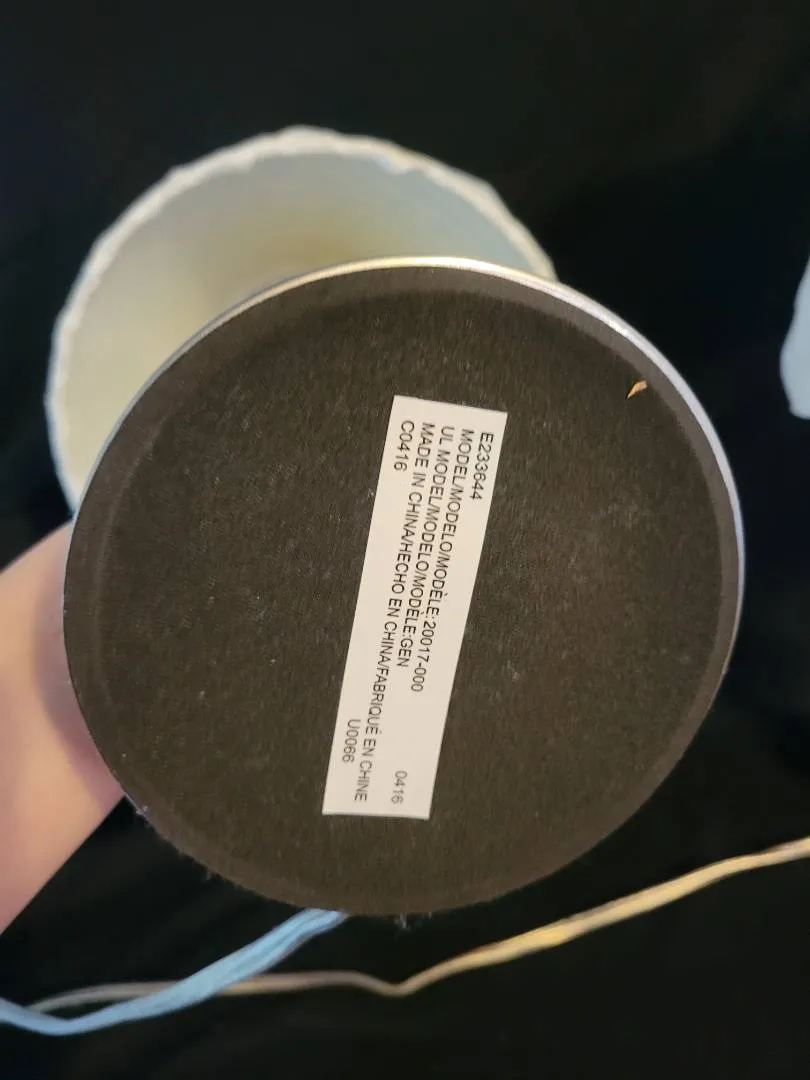 E233644
MODEL/MODELO/MODÈLE:20017-000
UL MODEL/MODELO/MODÈLE:GEN
MADE IN CHINA/HECHO EN CHINA/FABRIQUÉ EN CHINE
C0416 U0066 0416